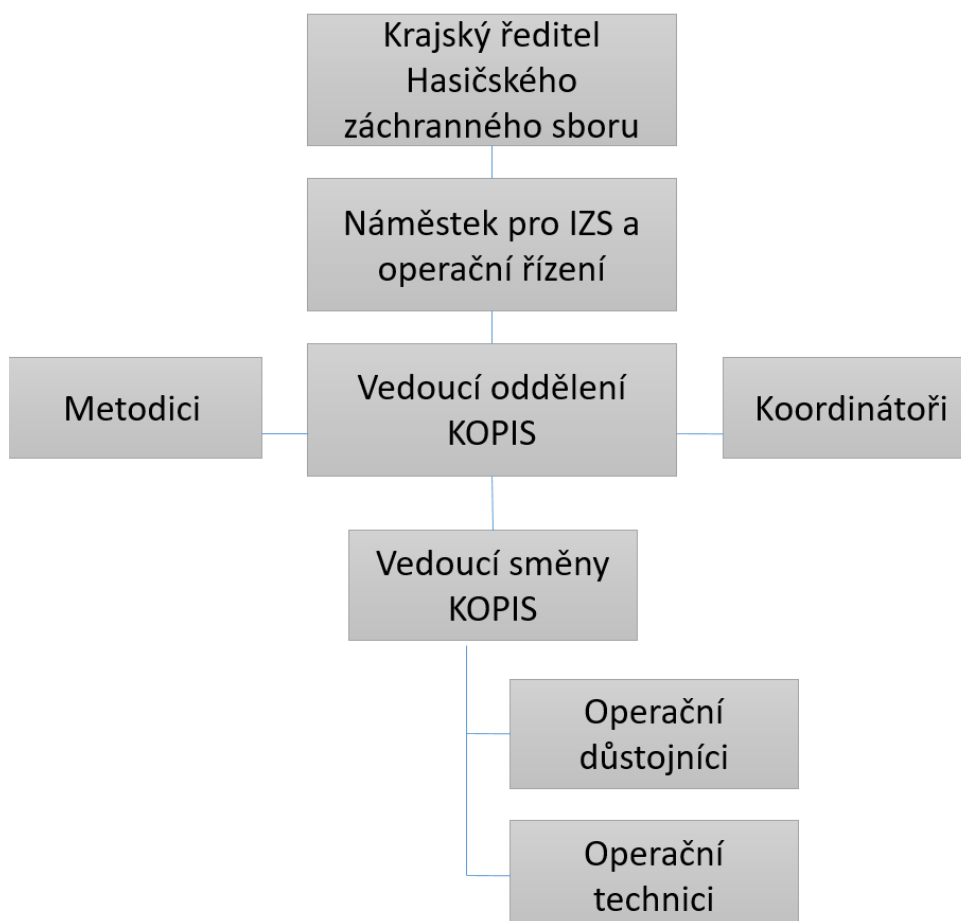 Krajský ředitel
Hasičského
záchranného sboru
Náměstek pro IZS a
operační řízení
Metodici
Vedoucí oddělení
KOPIS
Koordinátoři
Vedoucí směny
KOPIS
Operační
důstojníci
Operační
technici